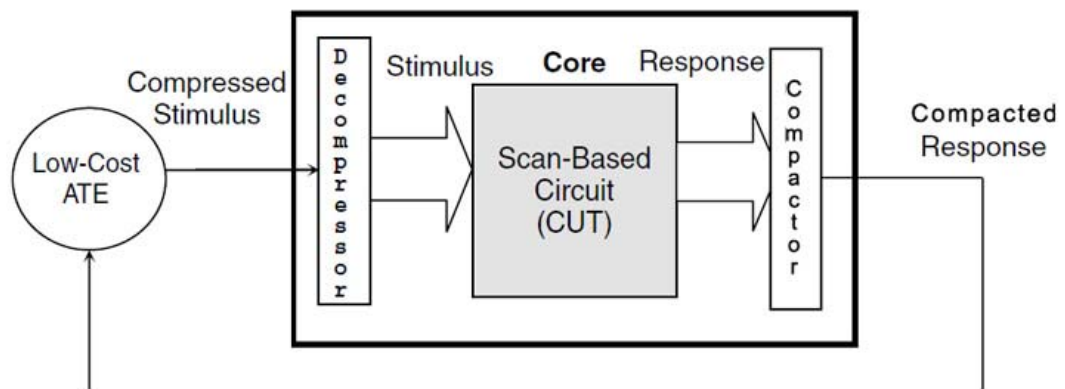 Compressed
Stimulus
Low-Cost
ATE
Decompressor
Stimulus
Core
Scan-Based
Circuit
(CUT)
Response
Compactor
Compacted
Response